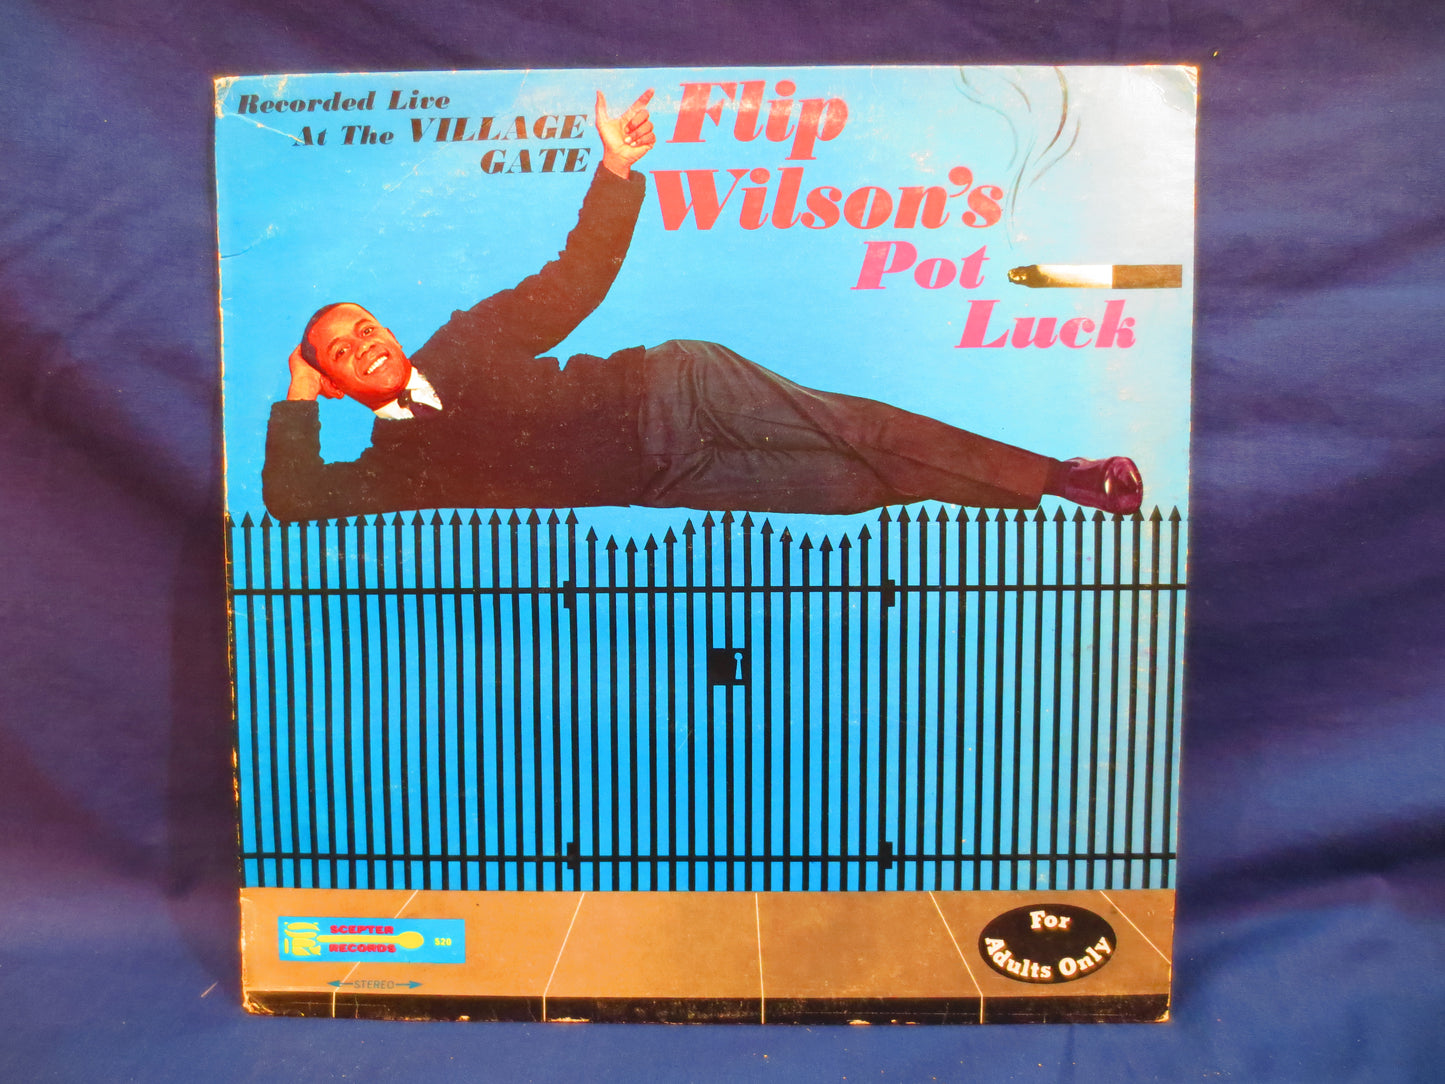 Recorded Live
At The VILLAGE
GATE
Flip
Wilson's
Pot
Luck
SCEPTER
RECORDS
520
STEREO
For
Adults Only